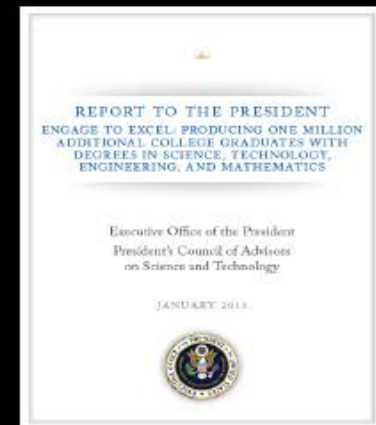 REPORT TO THE PRESIDENT
ENGAGE TO EXCEL: PRODUCING ONE MILLION
ADDITIONAL COLLEGE GRADUATES WITH
DEGREES IN SCIENCE, TECHNOLOGY,
ENGINEERING, AND MATHEMATICS
Executive Office of the President
President's Council of Advisors
on Science and Technology
JANUARY